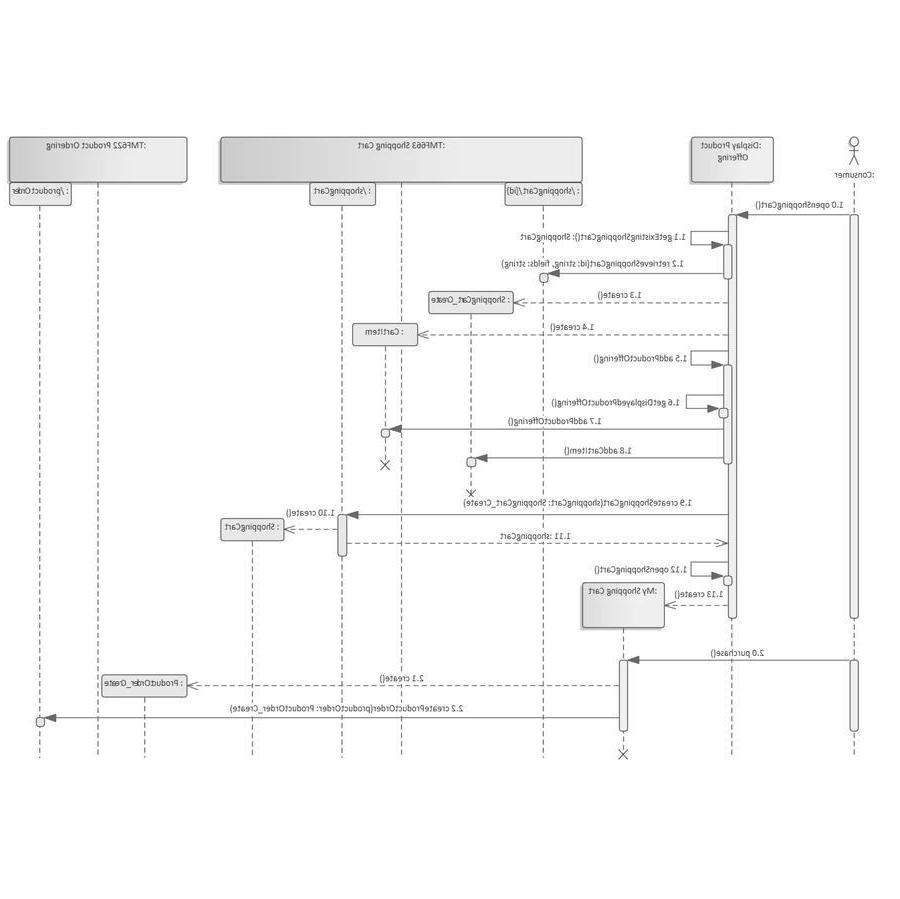 :Consumer
:Display Product
Offering
:TMF663 Shopping Cart
:TMF622 Product Ordering
: /shoppingCart/{id}
: /shoppingCart
: /productOrder
1.0 openShoppingCart()
1.1 getExistingShoppingCart(): ShoppingCart
1.2 retrieveShoppingCart(id: string, fields: string)
1.3 create()
: ShoppingCart_Create
1.4 create()
: CartItem
1.5 addProductOffering()
1.6 getDisplayedProductOffering()
1.7 addProductOffering()
1.8 addCartItem()
1.9 createShoppingCart(shoppingCart: ShoppingCart_Create)
1.10 create()
: ShoppingCart
1.11 :shoppingCart
1.12 openShoppingCart()
:My Shopping Cart
1.13 create()
2.0 purchase()
2.1 create()
: ProductOrder_Create
2.2 createProductOrder(productOrder: ProductOrder_Create)